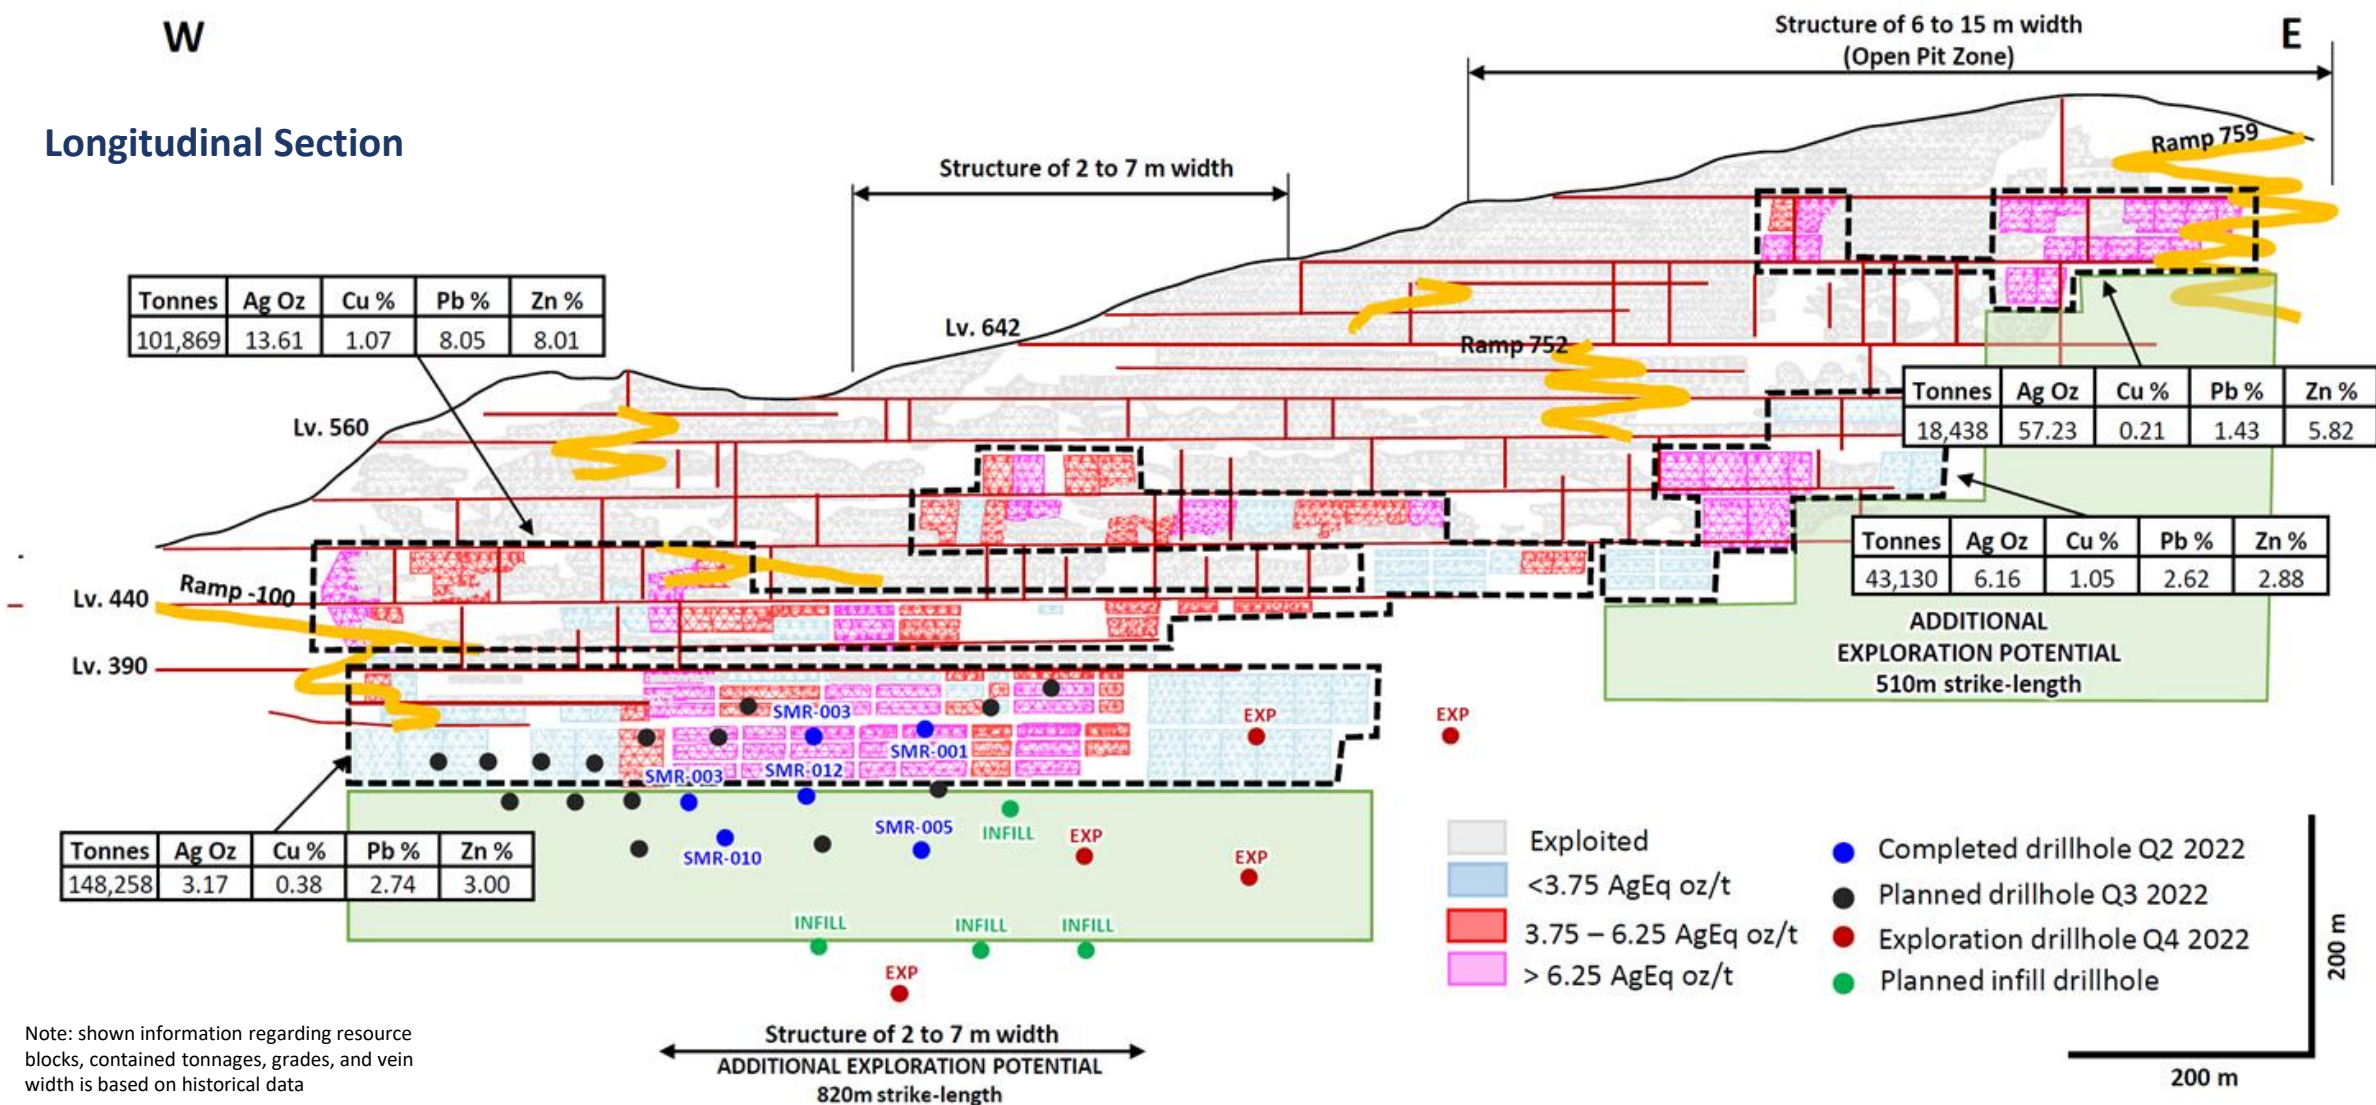 W
Structure of 6 to 15 m width
(Open Pit Zone)
E
Longitudinal Section
Ramp 759
Structure of 2 to 7 m width
Tonnes Ag Oz Cu % Pb % Zn %
101,869 13.61 1.07 8.05 8.01
Lv. 642
Ramp 752
Tonnes Ag Oz Cu % Pb % Zn %
18,438 57.23 0.21 1.43 5.82
Lv. 560
Tonnes Ag Oz Cu % Pb % Zn %
43,130 6.16 1.05 2.62 2.88
Lv. 440
Ramp -100
ADDITIONAL
EXPLORATION POTENTIAL
510m strike-length
Lv. 390
SMR-003
EXP
EXP
SMR-001
SMR-003
SMR-012
SMR-005
INFILL
EXP
SMR-010
EXP
Tonnes Ag Oz Cu % Pb % Zn %
148,258 3.17 0.38 2.74 3.00
INFILL
INFILL
INFILL
EXP
Exploited
<3.75 AgEq oz/t
3.75 – 6.25 AgEq oz/t
> 6.25 AgEq oz/t
Completed drillhole Q2 2022
Planned drillhole Q3 2022
Exploration drillhole Q4 2022
Planned infill drillhole
200 m
200 m
Structure of 2 to 7 m width
ADDITIONAL EXPLORATION POTENTIAL
820m strike-length
Note: shown information regarding resource
blocks, contained tonnages, grades, and vein
width is based on historical data